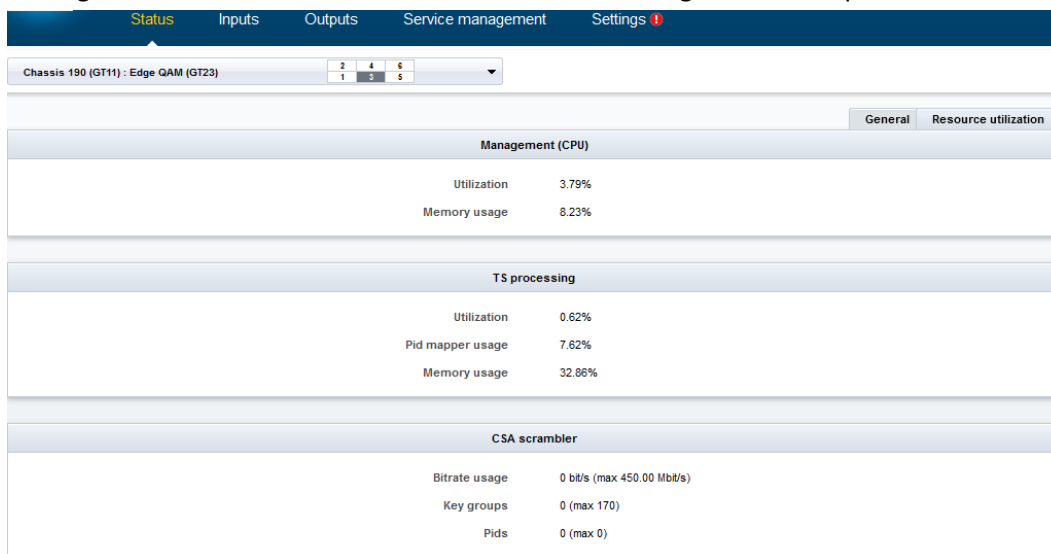 Status Inputs Outputs Service management Settings !
Chassis 190 (GT11) : Edge QAM (GT23) 2 4 6
1 3 5
General Resource utilization
Management (CPU)
Utilization 3.79%
Memory usage 8.23%
TS processing
Utilization 0.62%
Pid mapper usage 7.62%
Memory usage 32.86%
CSA scrambler
Bitrate usage 0 bit/s (max 450.00 Mbit/s)
Key groups 0 (max 170)
Pids 0 (max 0)